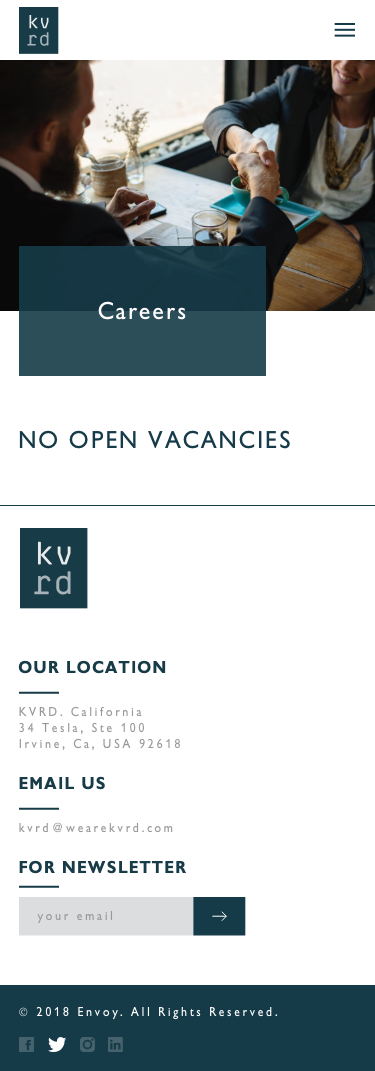 kv
rd
Careers
NO OPEN VACANCIES
kv
rd
OUR LOCATION
KVRD. California
34 Tesla, Ste 100
Irvine, Ca, USA 92618
EMAIL US
kvrd@wearekvrd.com
FOR NEWSLETTER
your email
© 2018 Envoy. All Rights Reserved.